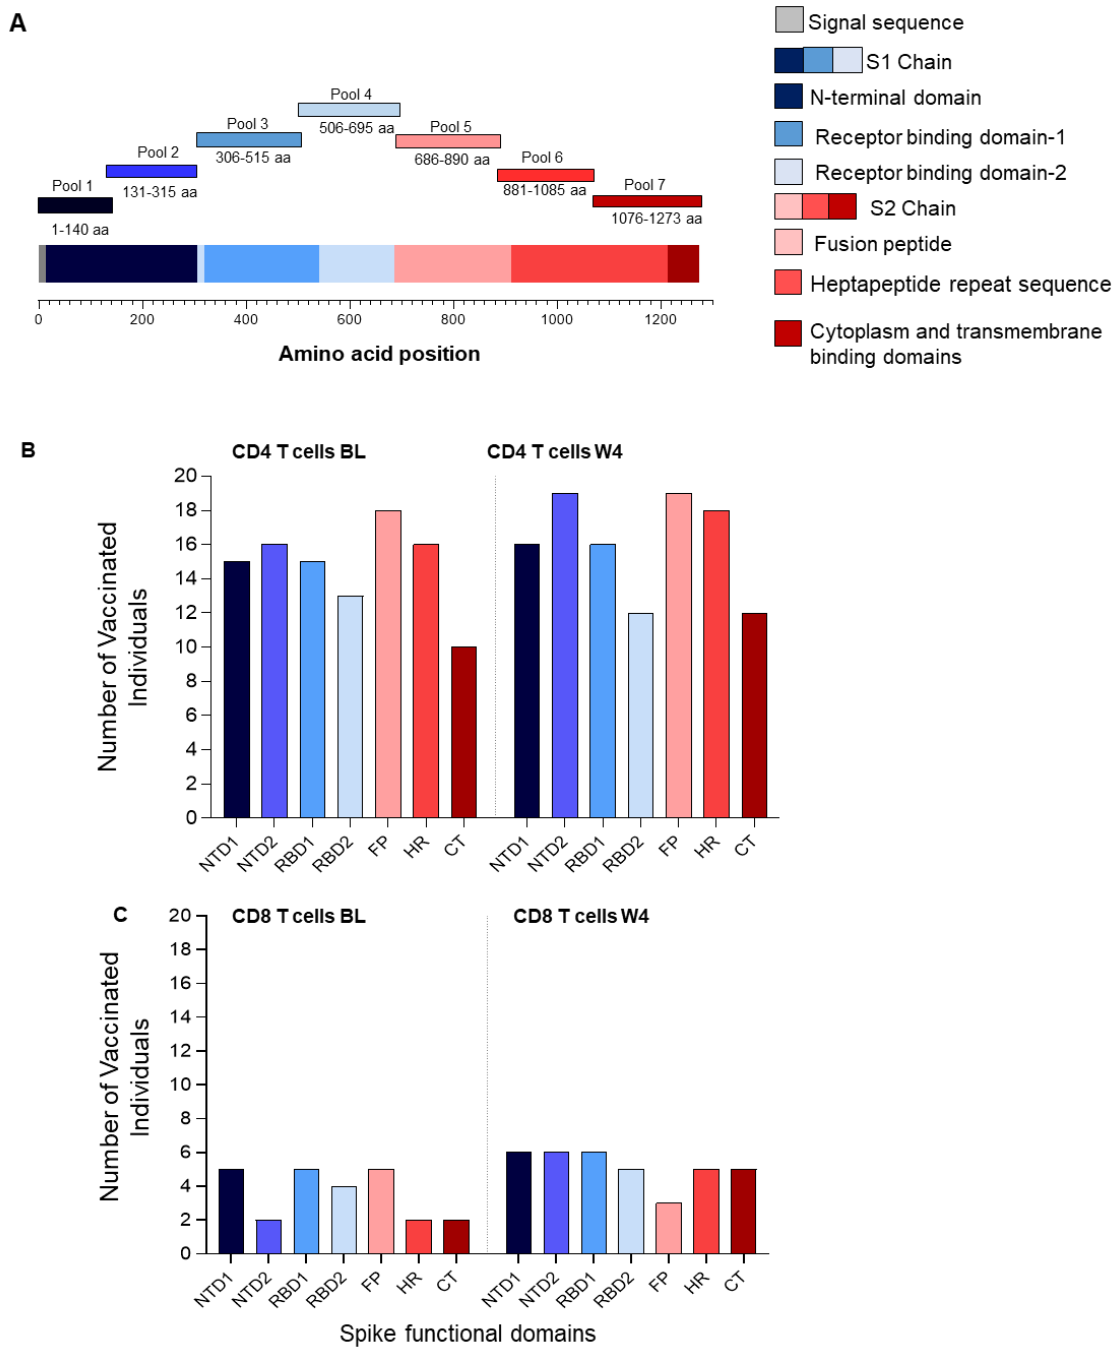 A
Signal sequence
S1 Chain
N-terminal domain
Receptor binding domain-1
Receptor binding domain-2
S2 Chain
Fusion peptide
Heptapeptide repeat sequence
Cytoplasm and transmembrane
binding domains
Pool 4
506-695 aa
Pool 3
306-515 aa
Pool 5
686-890 aa
Pool 2
131-315 aa
Pool 6
881-1085 aa
Pool 1
1-140 aa
Pool 7
1076-1273 aa
0 200 400 600 800 1000 1200
Amino acid position
B
CD4 T cells BL
CD4 T cells W4
Number of Vaccinated
Individuals
20
18
16
14
12
10
8
6
4
2
0
NTD1 NTD2 RBD1 RBD2 FP HR CT NTD1 NTD2 RBD1 RBD2 FP HR CT
C
CD8 T cells BL
CD8 T cells W4
Number of Vaccinated
Individuals
20
18
16
14
12
10
8
6
4
2
0
NTD1 NTD2 RBD1 RBD2 FP HR CT NTD1 NTD2 RBD1 RBD2 FP HR CT
Spike functional domains